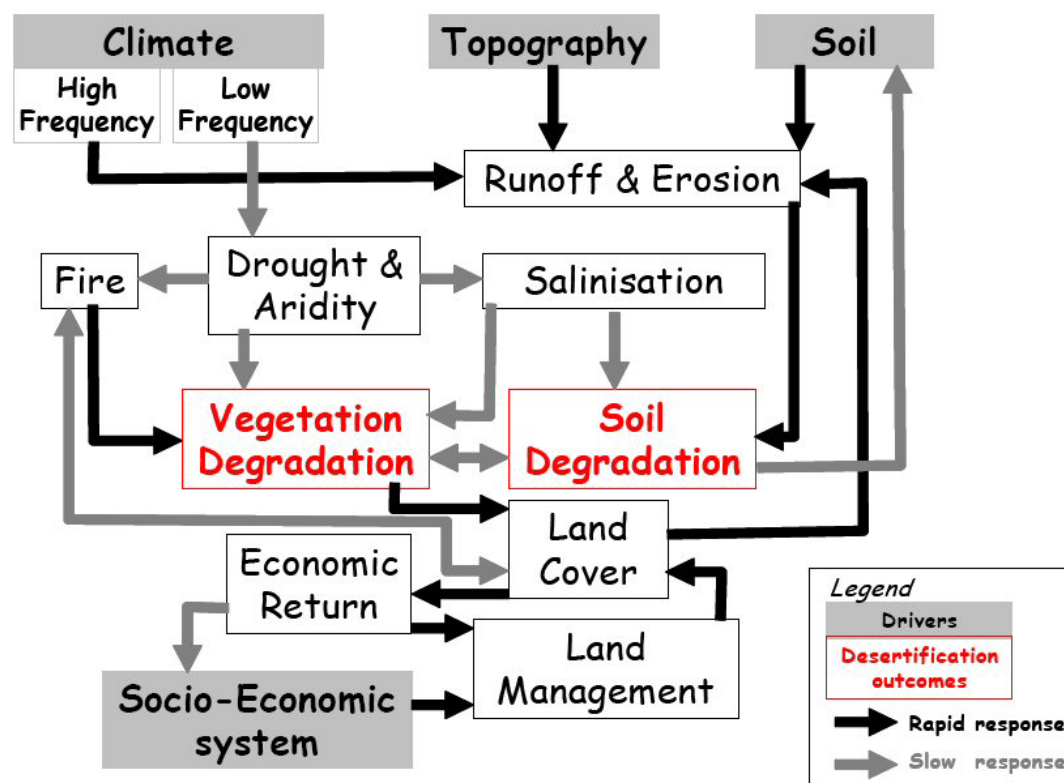 Climate
Topography
Soil
High
Frequency
Low
Frequency
Runoff & Erosion
Fire
Drought &
Aridity
Salinisation
Vegetation
Degradation
Soil
Degradation
Land
Cover
Economic
Return
Land
Management
Socio-Economic
system
Legend
Drivers
Desertification
outcomes
Rapid response
Slow response